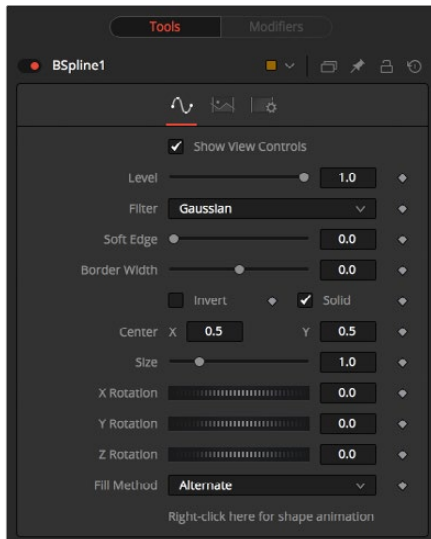 Tools Modifiers
BSpline1
Show View Controls
Level 1.0
Filter Gaussian
Soft Edge 0.0
Border Width 0.0
Invert Solid
Center X 0.5 Y 0.5
Size 1.0
X Rotation 0.0
Y Rotation 0.0
Z Rotation 0.0
Fill Method Alternate
Right-click here for shape animation